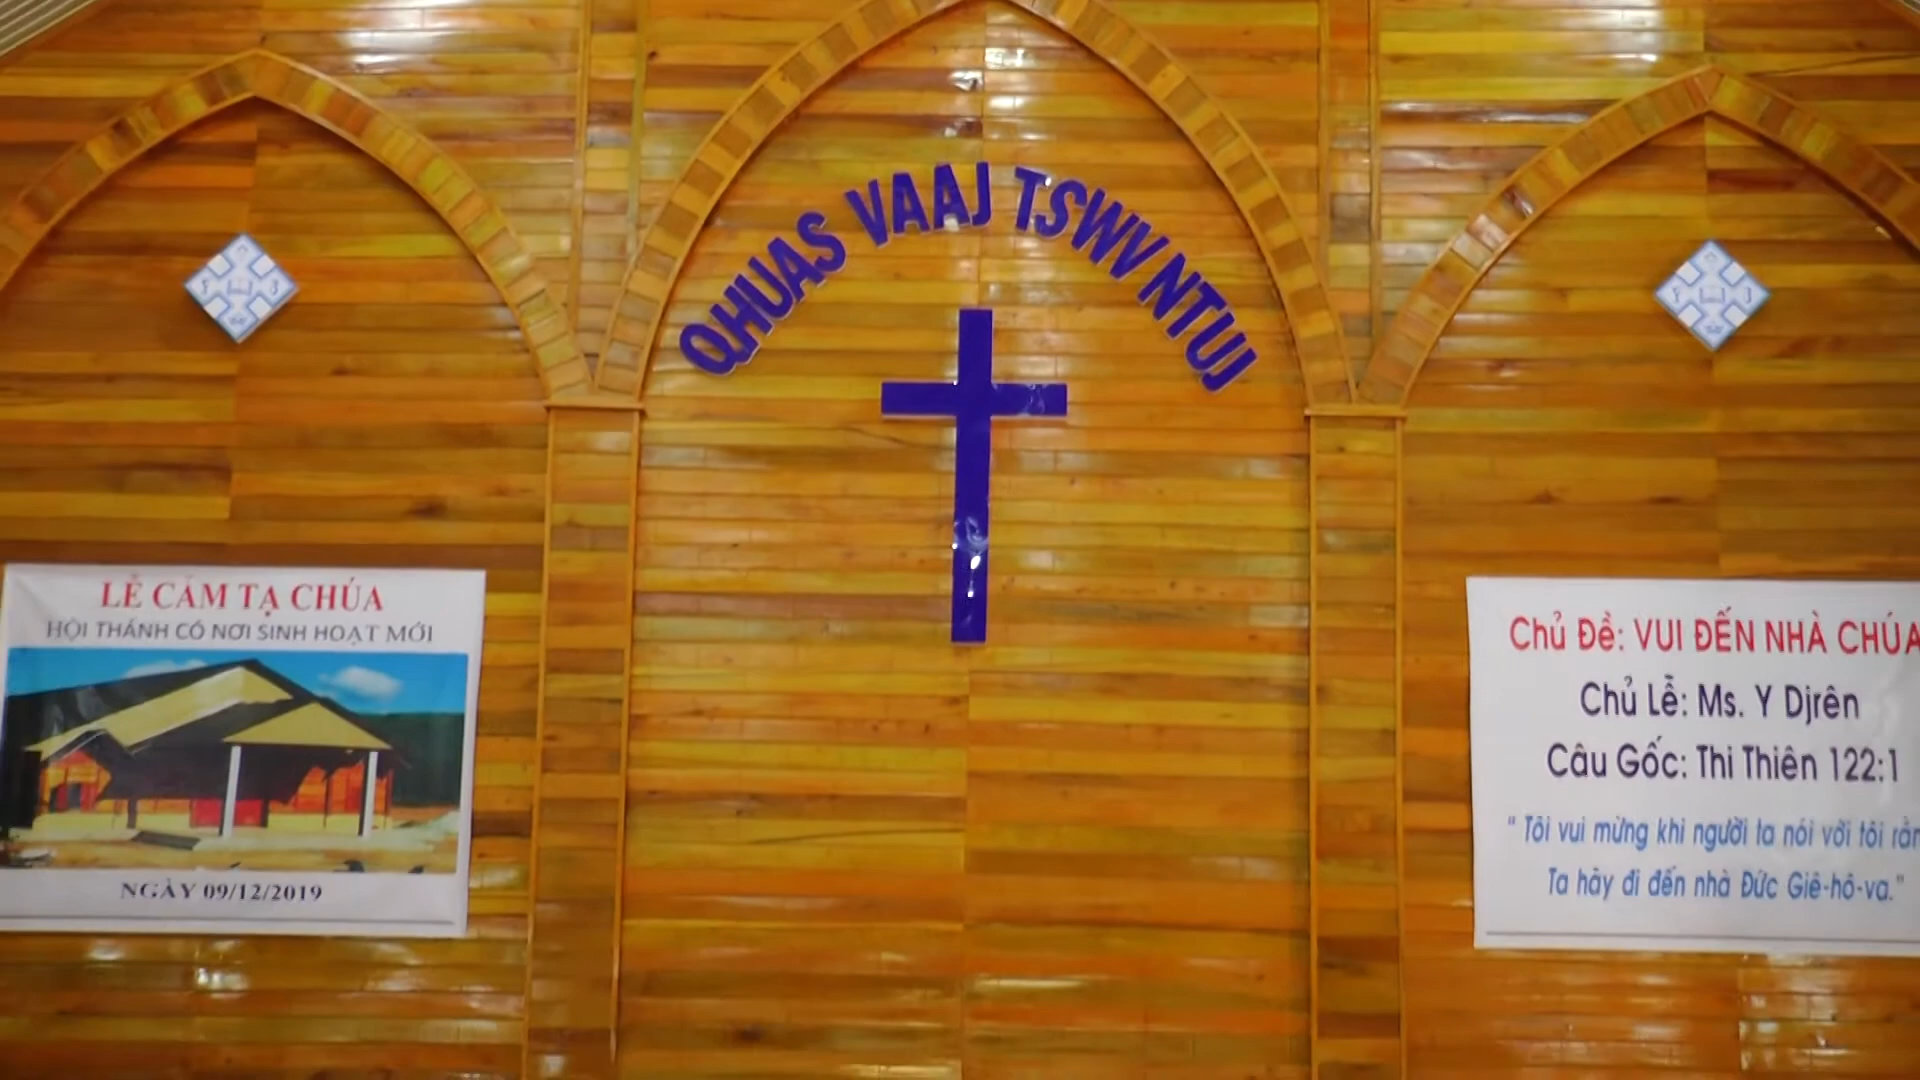 QHUAS VAAJ TSWV NTUJ
LỄ CẢM TẠ CHÚA
HỘI THÁNH CÓ NƠI SINH HOẠT MỚI
NGÀY 09/12/2019
Chủ Đề: VUI ĐẾN NHÀ CHÚA
Chủ Lễ: Ms. Y Djrên
Câu Gốc: Thi Thiên 122:1
" Tôi vui mừng khi người ta nói với tôi rằn
Ta hãy đi đến nhà Đức Giê-hô-va."